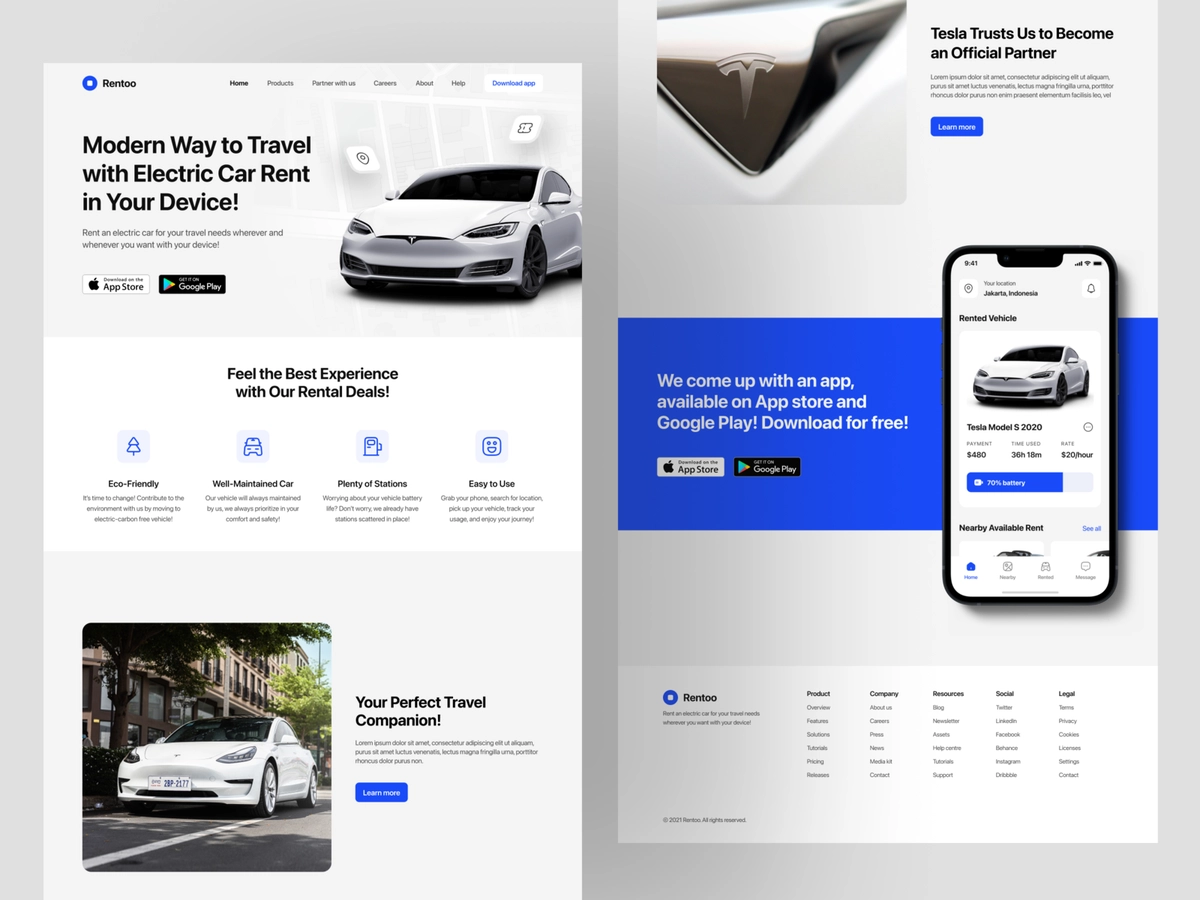 Rentoo
Home Products Partner with us Careers About Help Download app
Modern Way to Travel
with Electric Car Rent
in Your Device!
Rent an electric car for your travel needs wherever and
whenever you want with your device!
Download on the
App Store
GET IT ON
Google Play
Feel the Best Experience
with Our Rental Deals!
Eco-Friendly
It's time to change! Contribute to the
environment with us by moving to
electric-carbon free vehicle!
Well-Maintained Car
Our vehicle will always maintained
by us, we always prioritize in your
comfort and safety!
Plenty of Stations
Worrying about your vehicle battery
life? Don't worry, we already have
stations scattered in place!
Easy to Use
Grab your phone, search for location,
pick up your vehicle, track your
usage, and enjoy your journey!
2BP-2177
Your Perfect Travel
Companion!
Lorem ipsum dolor sit amet, consectetur adipiscing elit ut aliquam,
purus sit amet luctus venenatis, lectus magna fringilla urna, porttitor
rhoncus dolor purus non.
Learn more
Tesla Trusts Us to Become
an Official Partner
Lorem ipsum dolor sit amet, consectetur adipiscing elit ut aliquam,
purus sit amet luctus venenatis, lectus magna fringilla urna, porttitor
rhoncus dolor purus non enim praesent elementum facilisis leo, vel
Learn more
We come up with an app,
available on App store and
Google Play! Download for free!
Download on the
App Store
GET IT ON
Google Play
9:41
Your location
Jakarta, Indonesia
Rented Vehicle
Tesla Model S 2020
PAYMENT TIME USED RATE
$480 36h 18m $20/hour
70% battery
Nearby Available Rent See all
Home Nearby Rented Message
Rentoo
Rent an electric car for your travel needs
wherever you want with your device!
Product
Overview
Features
Solutions
Tutorials
Pricing
Releases
Company
About us
Careers
Press
News
Media kit
Contact
Resources
Blog
Newsletter
Assets
Help centre
Tutorials
Support
Social
Twitter
LinkedIn
Facebook
Behance
Instagram
Dribbble
Legal
Terms
Privacy
Cookies
Licenses
Settings
Contact
© 2021 Rentoo. All rights reserved.